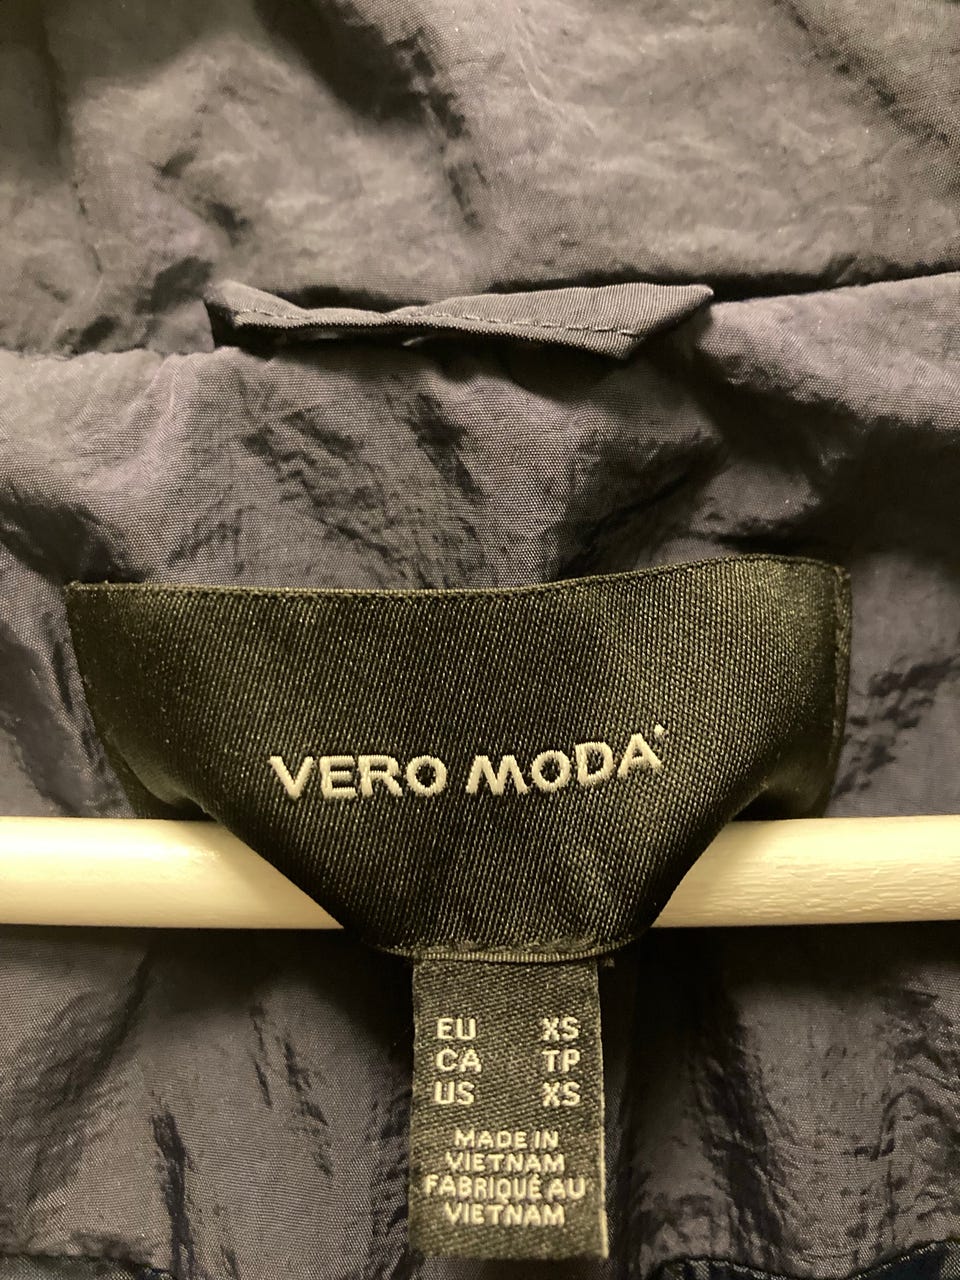 VERO MODA
EU XS
CA TP
US XS
MADE IN
VIETNAM
FABRIQUÉ AU
VIETNAM